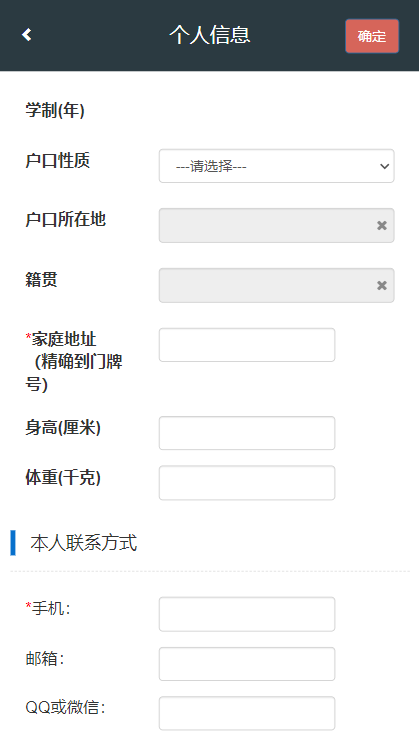 个人信息
确定
学制(年)
户口性质
---请选择---
户口所在地
籍贯
*家庭地址
（精确到门牌
号）
身高(厘米)
体重(千克)
本人联系方式
*手机：
邮箱：
QQ或微信：